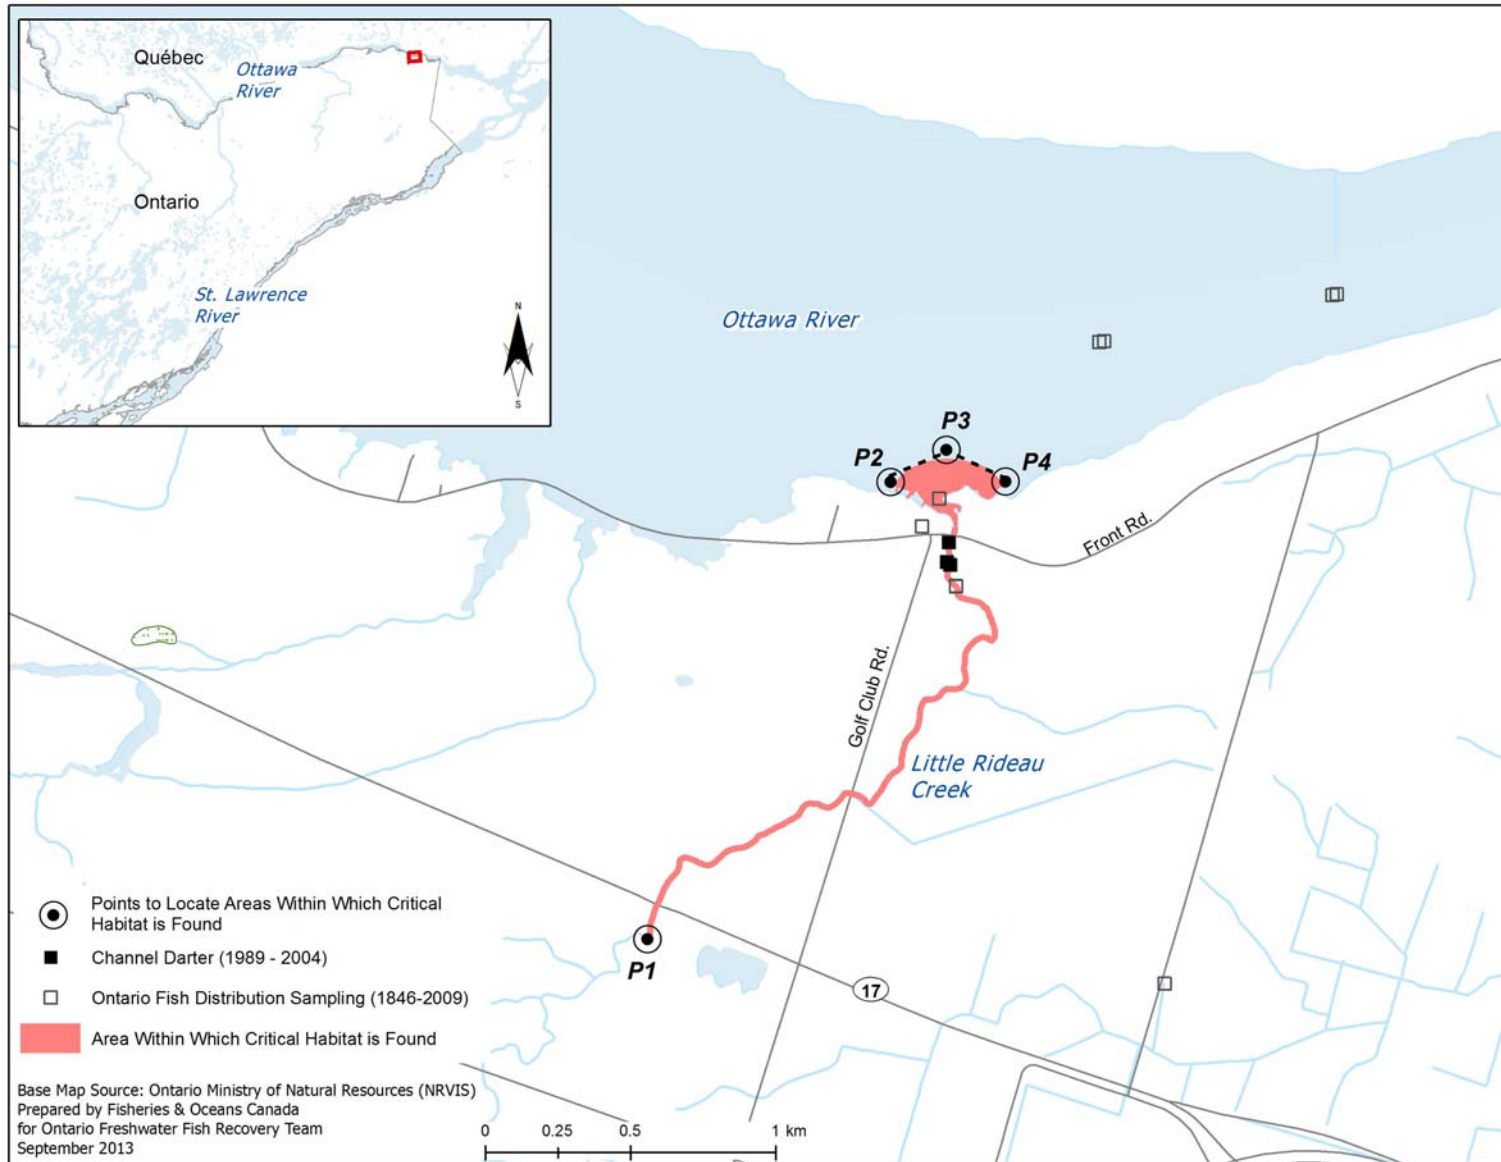 Québec
Ottawa
River
Ontario
St. Lawrence
River
N
S
Ottawa River
P3
P2
P4
Front Rd.
Golf Club Rd.
Little Rideau
Creek
P1
17
Points to Locate Areas Within Which Critical
Habitat is Found
Channel Darter (1989 - 2004)
Ontario Fish Distribution Sampling (1846-2009)
Area Within Which Critical Habitat is Found
Base Map Source: Ontario Ministry of Natural Resources (NRVIS)
Prepared by Fisheries & Oceans Canada
for Ontario Freshwater Fish Recovery Team
September 2013
0 0.25 0.5 1 km